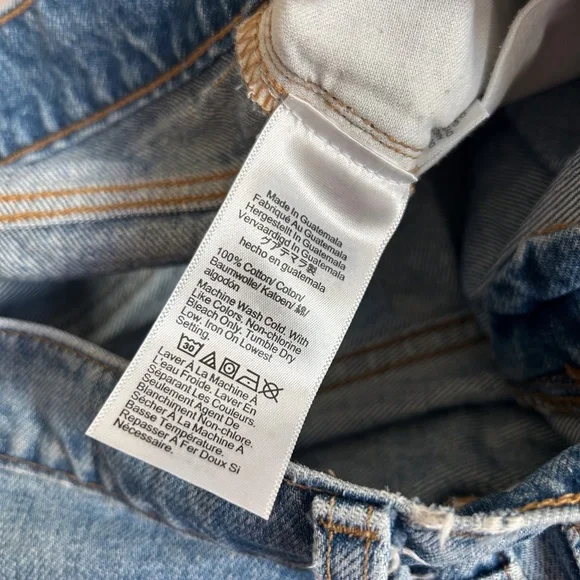 Made In Guatemala
Fabriqué Au Guatemala
Hergestellt In Guatemala
Vervaardigd In Guatemala
グアテマラ製
hecho en guatemala
100% Cotton/ Coton/
Baumwolle/ Katoen/ 綿/
algodón
Machine Wash Cold With
Like Colors. Non-chlorine
Bleach Only. Tumble Dry
Low. Iron On Lowest
Setting.
30
Laver À La Machine À
L'eau Froide. Laver En
Séparant Les Couleurs.
Seulement Agent De
Blanchiment Non-chlore.
Sécher À La Machine À
Basse Température.
Repasser À Fer Doux Si
Nécessaire.